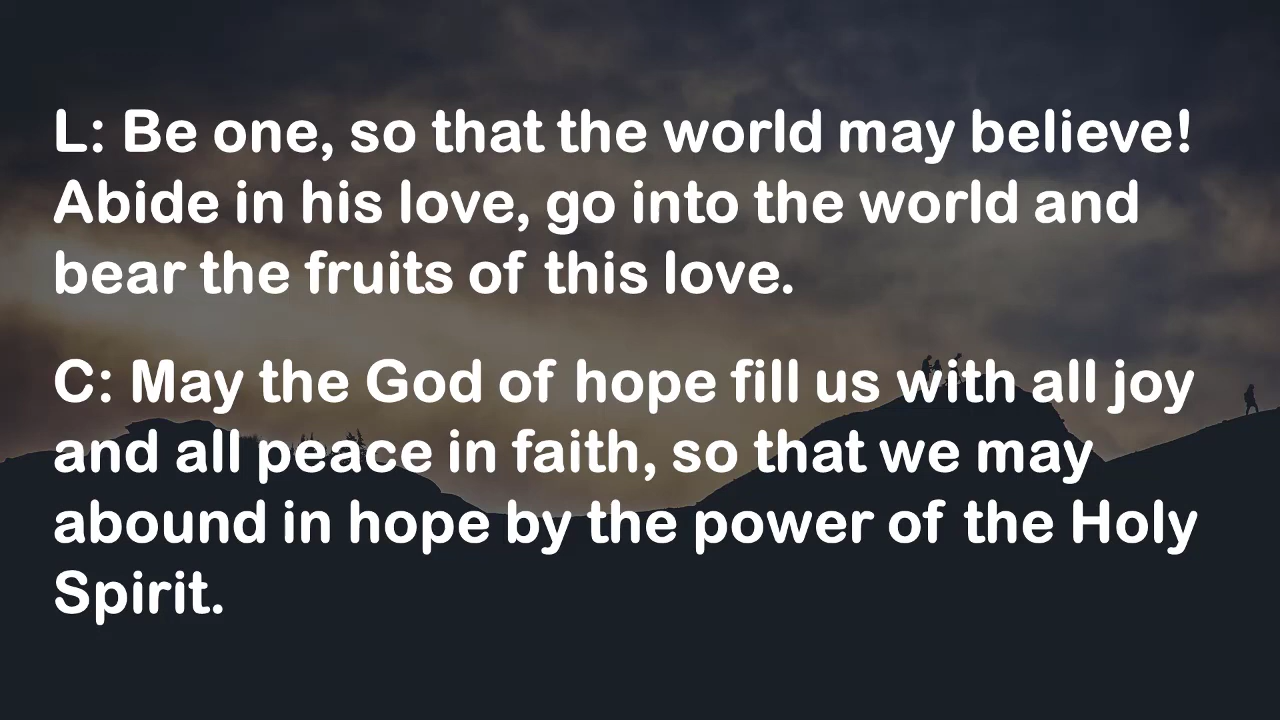 L: Be one, so that the world may believe!
Abide in his love, go into the world and
bear the fruits of this love.
C: May the God of hope fill us with all joy
and all peace in faith, so that we may
abound in hope by the power of the Holy
Spirit.